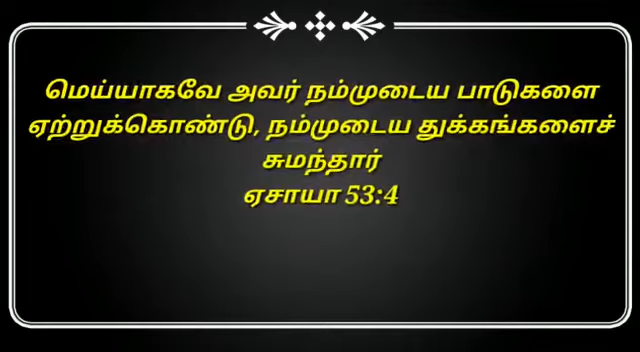 மெய்யாகவே அவர் நம்முடைய பாடுகளை
ஏற்றுக்கொண்டு, நம்முடைய துக்கங்களைச்
சுமந்தார்
ஏசாயா 53:4